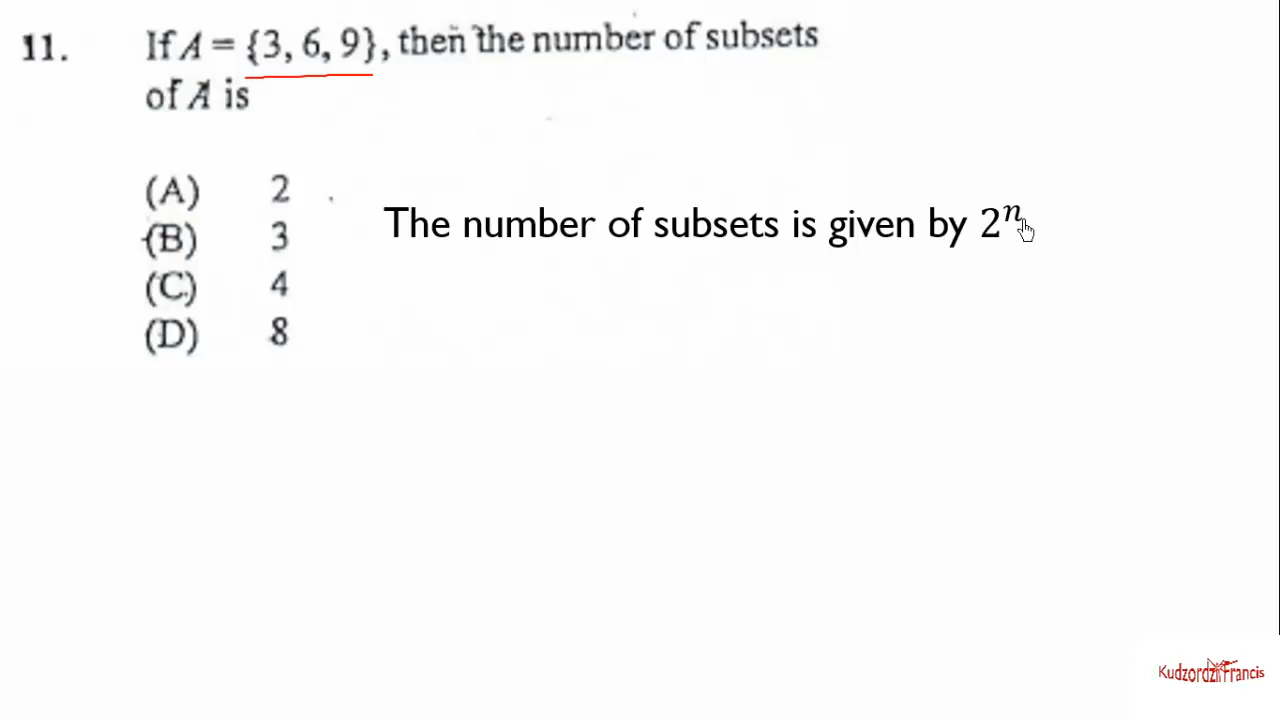 11. If A = {3, 6, 9}, then the number of subsets
of A is
(A) 2
(B) 3
(C) 4
(D) 8
The number of subsets is given by 2ⁿ
Kudzordzi Francis